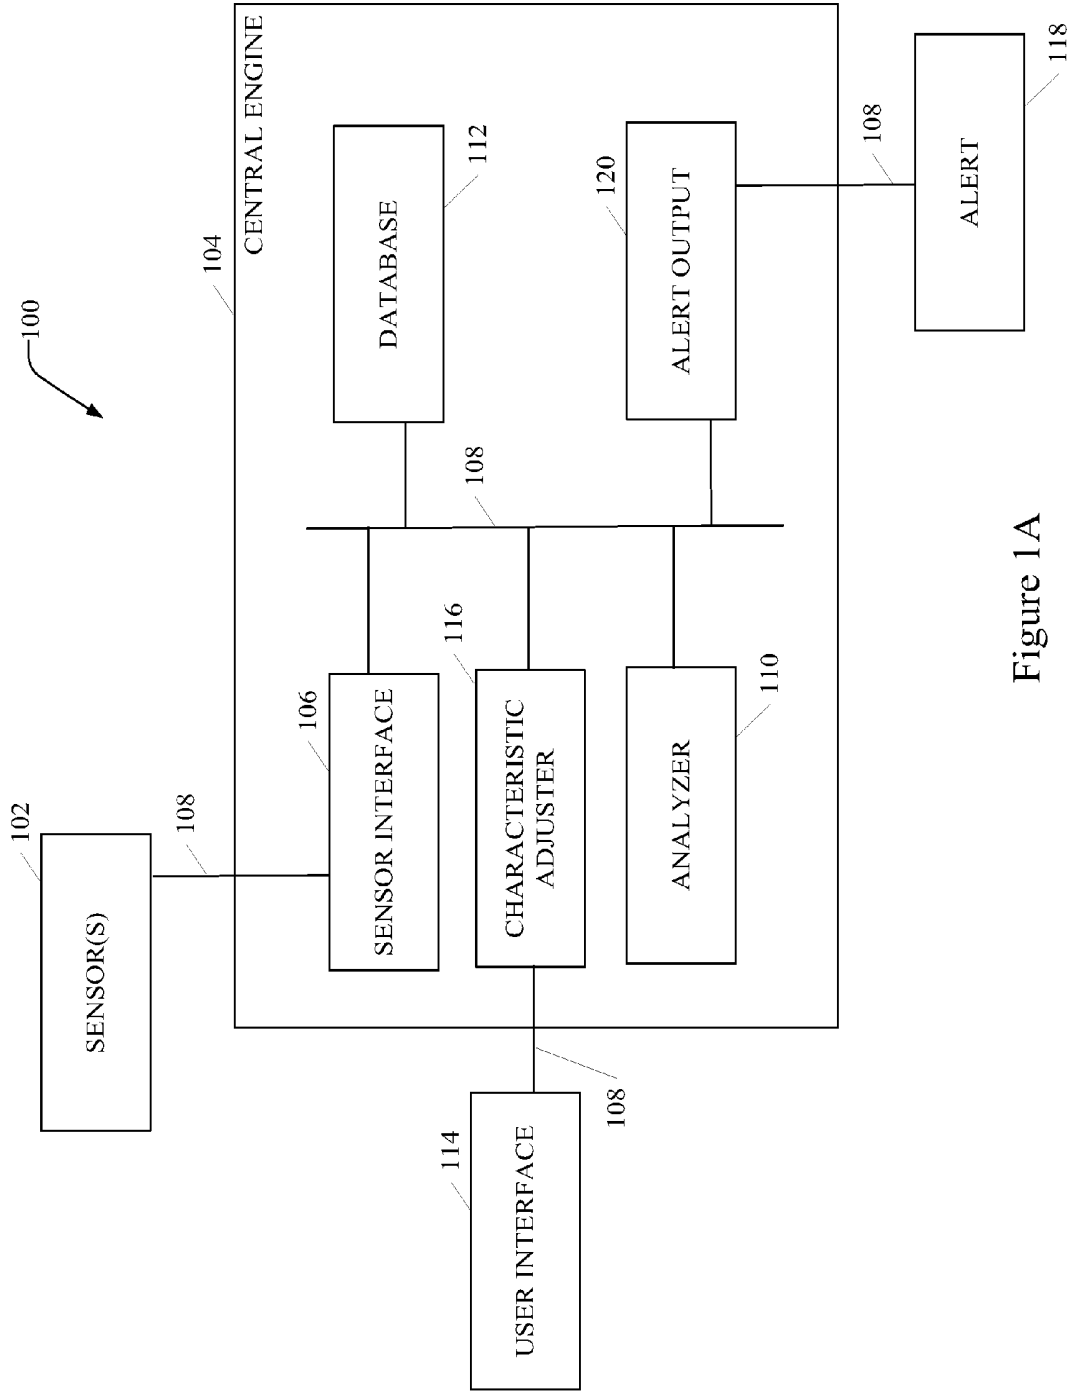 100
102
SENSOR(S)
108
104
CENTRAL ENGINE
106
SENSOR INTERFACE
112
DATABASE
114
USER INTERFACE
108
116
CHARACTERISTIC
ADJUSTER
108
110
ANALYZER
120
ALERT OUTPUT
108
118
ALERT
Figure 1A